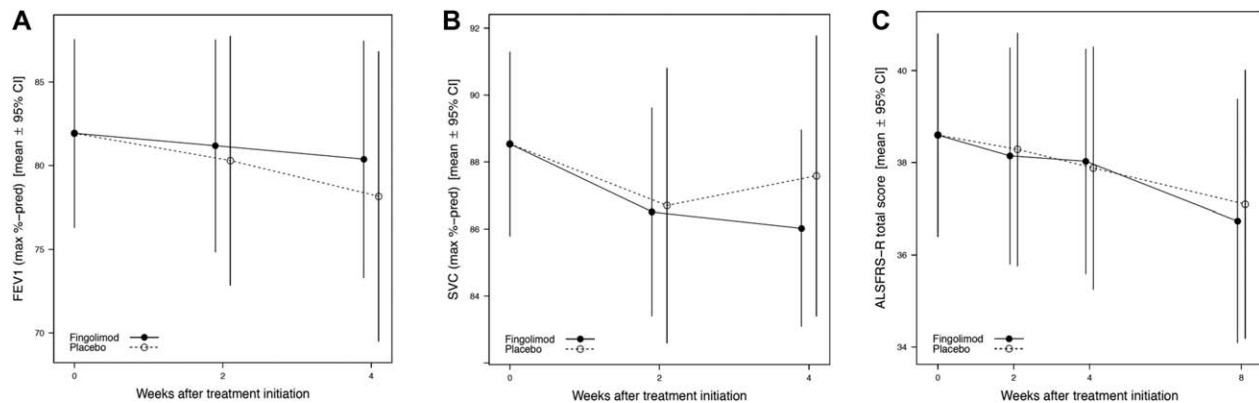 A
FEV1 (max %-pred) [mean ± 95% CI]
85
80
75
70
Fingolimod
Placebo
0
2
4
Weeks after treatment initiation
B
SVC (max %-pred) [mean ± 95% CI]
92
90
88
86
84
Fingolimod
Placebo
0
2
4
Weeks after treatment initiation
C
ALSFRS-R total score [mean ± 95% CI]
40
38
36
34
Fingolimod
Placebo
0
2
4
8
Weeks after treatment initiation